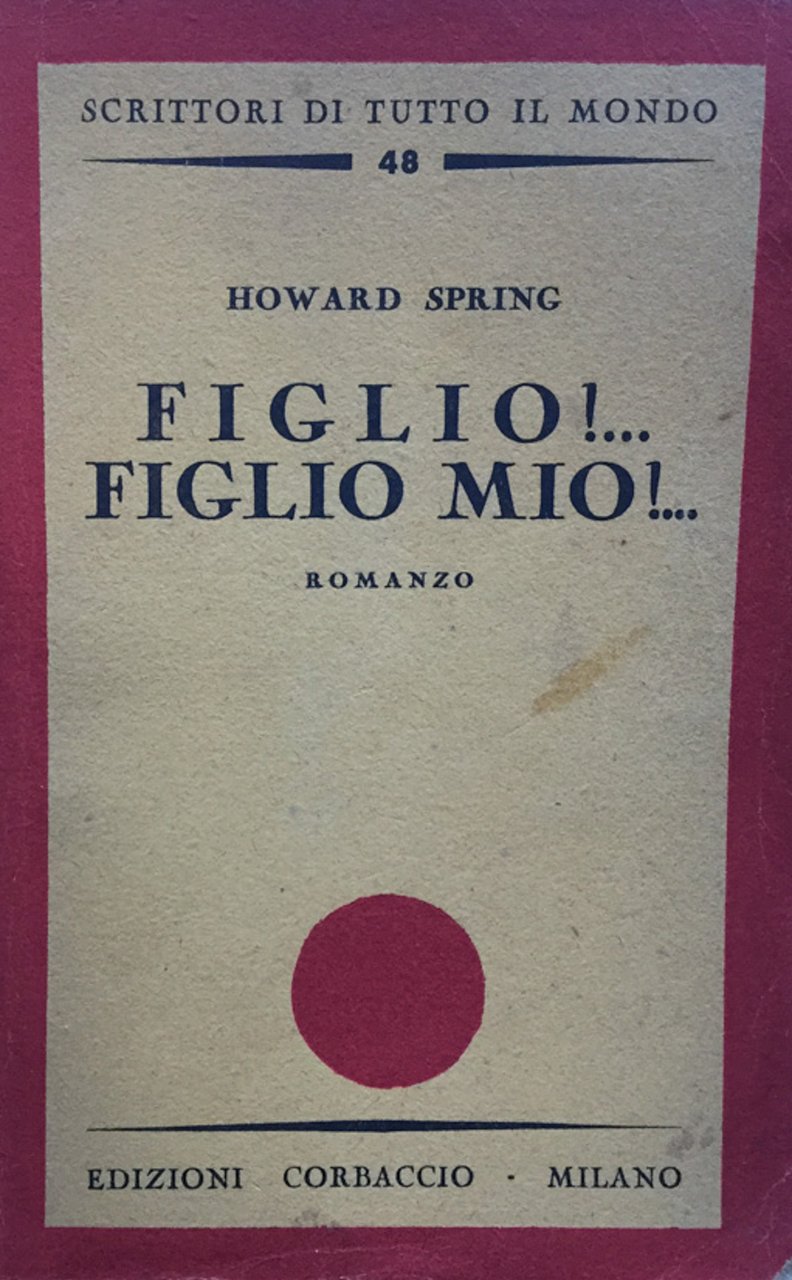 SCRITTORI DI TUTTO IL MONDO
48
HOWARD SPRING
FIGLIO!....
FIGLIO MIO!....
ROMANZO
EDIZIONI CORBACCIO · MILANO